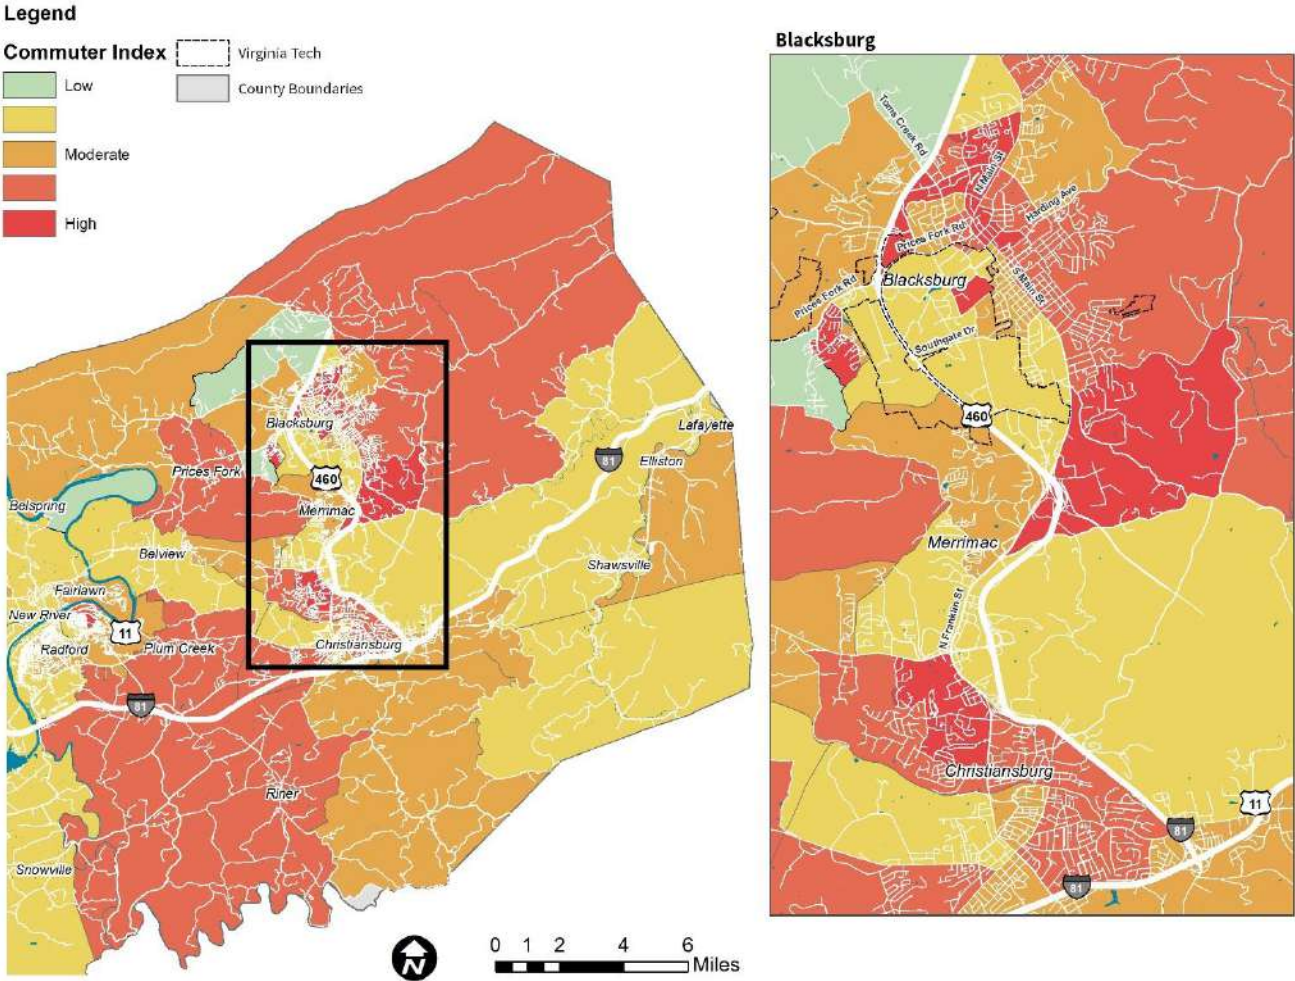 Legend
Commuter Index
Low
Moderate
High
Virginia Tech
County Boundaries
Blacksburg
460
Prices Fork
Merrimac
Belspring
Belview
Fairlawn
New River
11
Radford
Plum Creek
Christiansburg
81
Lafayette
Elliston
Shawsville
81
Riner
Snowville
N
0 1 2 4 6
Miles
Blacksburg
Toms Creek Rd
N Main St
Harding Ave
Prices Fork Rd
Blacksburg
S Main St
Prices Fork Rd
Southgate Dr
460
Merrimac
N Franklin St
Christiansburg
11
81
81